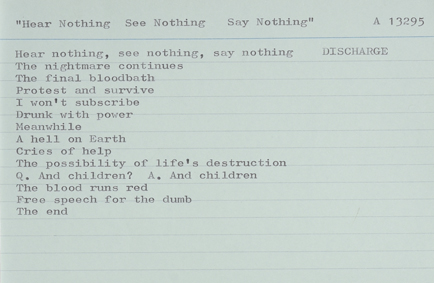 "Hear Nothing See Nothing Say Nothing" A 13295
Hear nothing, see nothing, say nothing DISCHARGE
The nightmare continues
The final bloodbath
Protest and survive
I won't subscribe
Drunk with power
Meanwhile
A hell on Earth
Cries of help
The possibility of life's destruction
Q. And children? A. And children
The blood runs red
Free speech for the dumb
The end